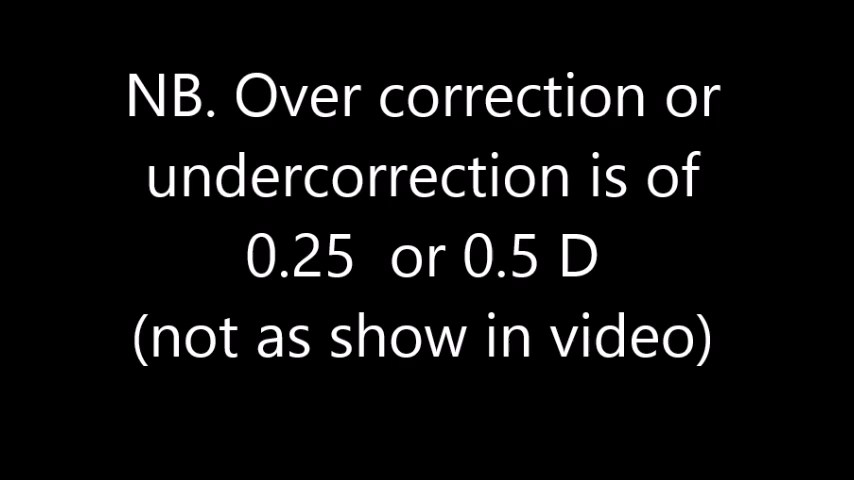 NB. Over correction or
undercorrection is of
0.25  or 0.5 D
(not as show in video)